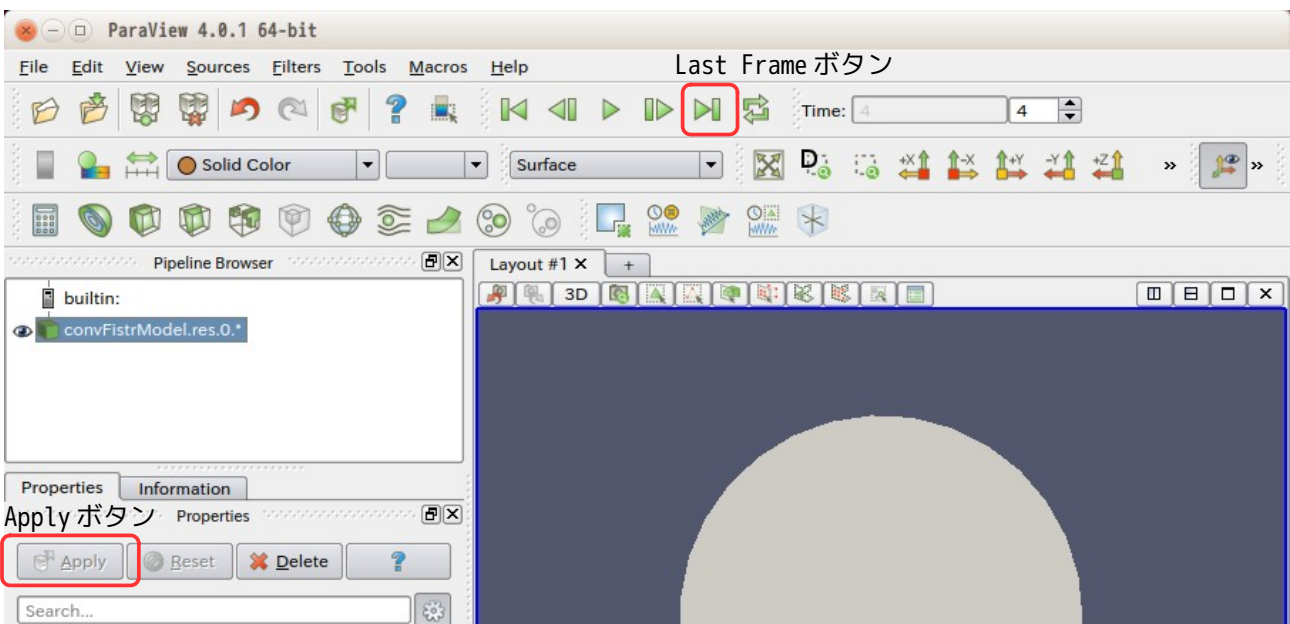 ParaView 4.0.1 64-bit
File Edit View Sources Filters Tools Macros Help
Last Frame ボタン
Time: 4 4
Solid Color Surface +X -X +Y -Y +Z
Pipeline Browser
Layout #1
builtin:
3D
convFistrModel.res.0.*
Properties Information
Apply ボタン Properties
Apply Reset Delete ?
Search...